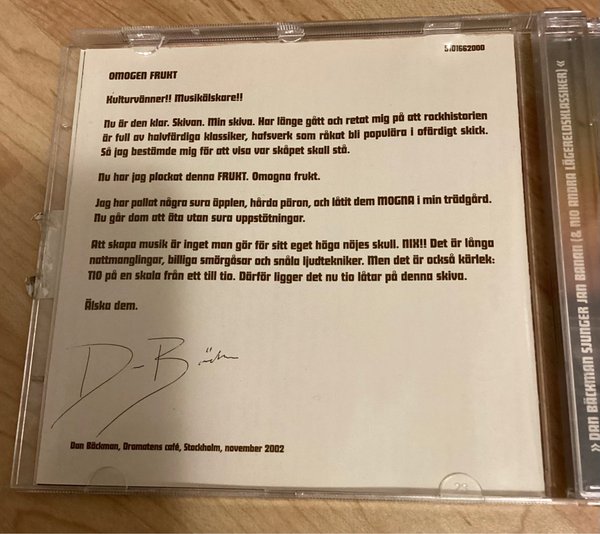 5101662000
OMOGEN FRUKT
Kulturvänner!! Musikälskare!!
Nu är den klar. Skivan. Min skiva. Har länge gått och retat mig på att rockhistorien
är full av halvfärdiga klassiker, hafsverk som råkat bli populära i ofärdigt skick.
Så jag bestämde mig för att visa var skåpet skall stå.
Nu har jag plockat denna FRUKT. Omogna frukt.
Jag har pallat några sura äpplen, hårda päron, och låtit dem MOGNA i min trädgård.
Nu går dom att äta utan sura uppstötningar.
Att skapa musik är inget man gör för sitt eget höga nöjes skull. NIX!! Det är långa
nattmanglingar, billiga smörgåsar och snåla ljudtekniker. Men det är också kärlek:
TIO på en skala från ett till tio. Därför ligger det nu tio låtar på denna skiva.
Älska dem.
D-Bäckm
Dan Bäckman, Dramatens café, Stockholm, november 2002
» DAN BÄCKMAN SJUNGER JAN BANAN (& NIO ANDRA LÄGERELDSKLASSIKER) «